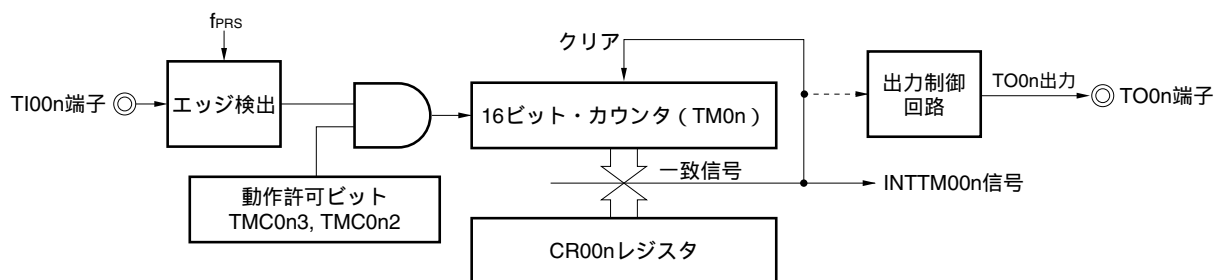 fPRS
クリア
TI00n端子
エッジ検出
16ビット・カウンタ（TM0n）
出力制御
回路
TO0n出力
TO0n端子
一致信号
INTTM00n信号
動作許可ビット
TMC0n3, TMC0n2
CR00nレジスタ